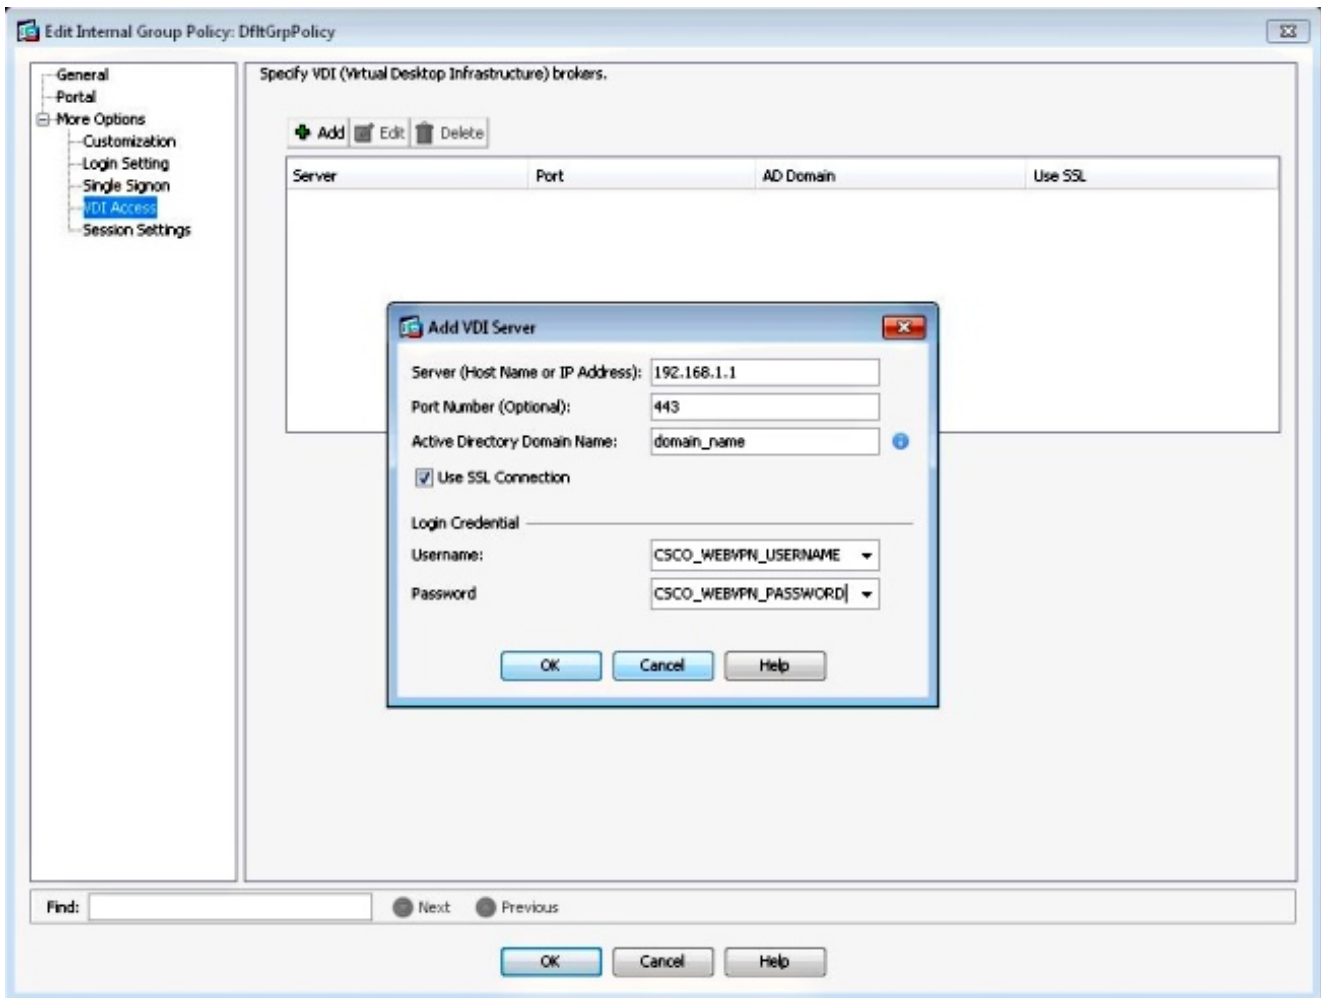 Edit Internal Group Policy: DfltGrpPolicy
General
Portal
More Options
Customization
Login Setting
Single Signon
VDI Access
Session Settings
Specify VDI (Virtual Desktop Infrastructure) brokers.
Add Edit Delete
Server Port AD Domain Use SSL
Add VDI Server
Server (Host Name or IP Address): 192.168.1.1
Port Number (Optional): 443
Active Directory Domain Name: domain_name
Use SSL Connection
Login Credential
Username: CSCO_WEBVPN_USERNAME
Password CSCO_WEBVPN_PASSWORD
OK Cancel Help
Find: Next Previous
OK Cancel Help